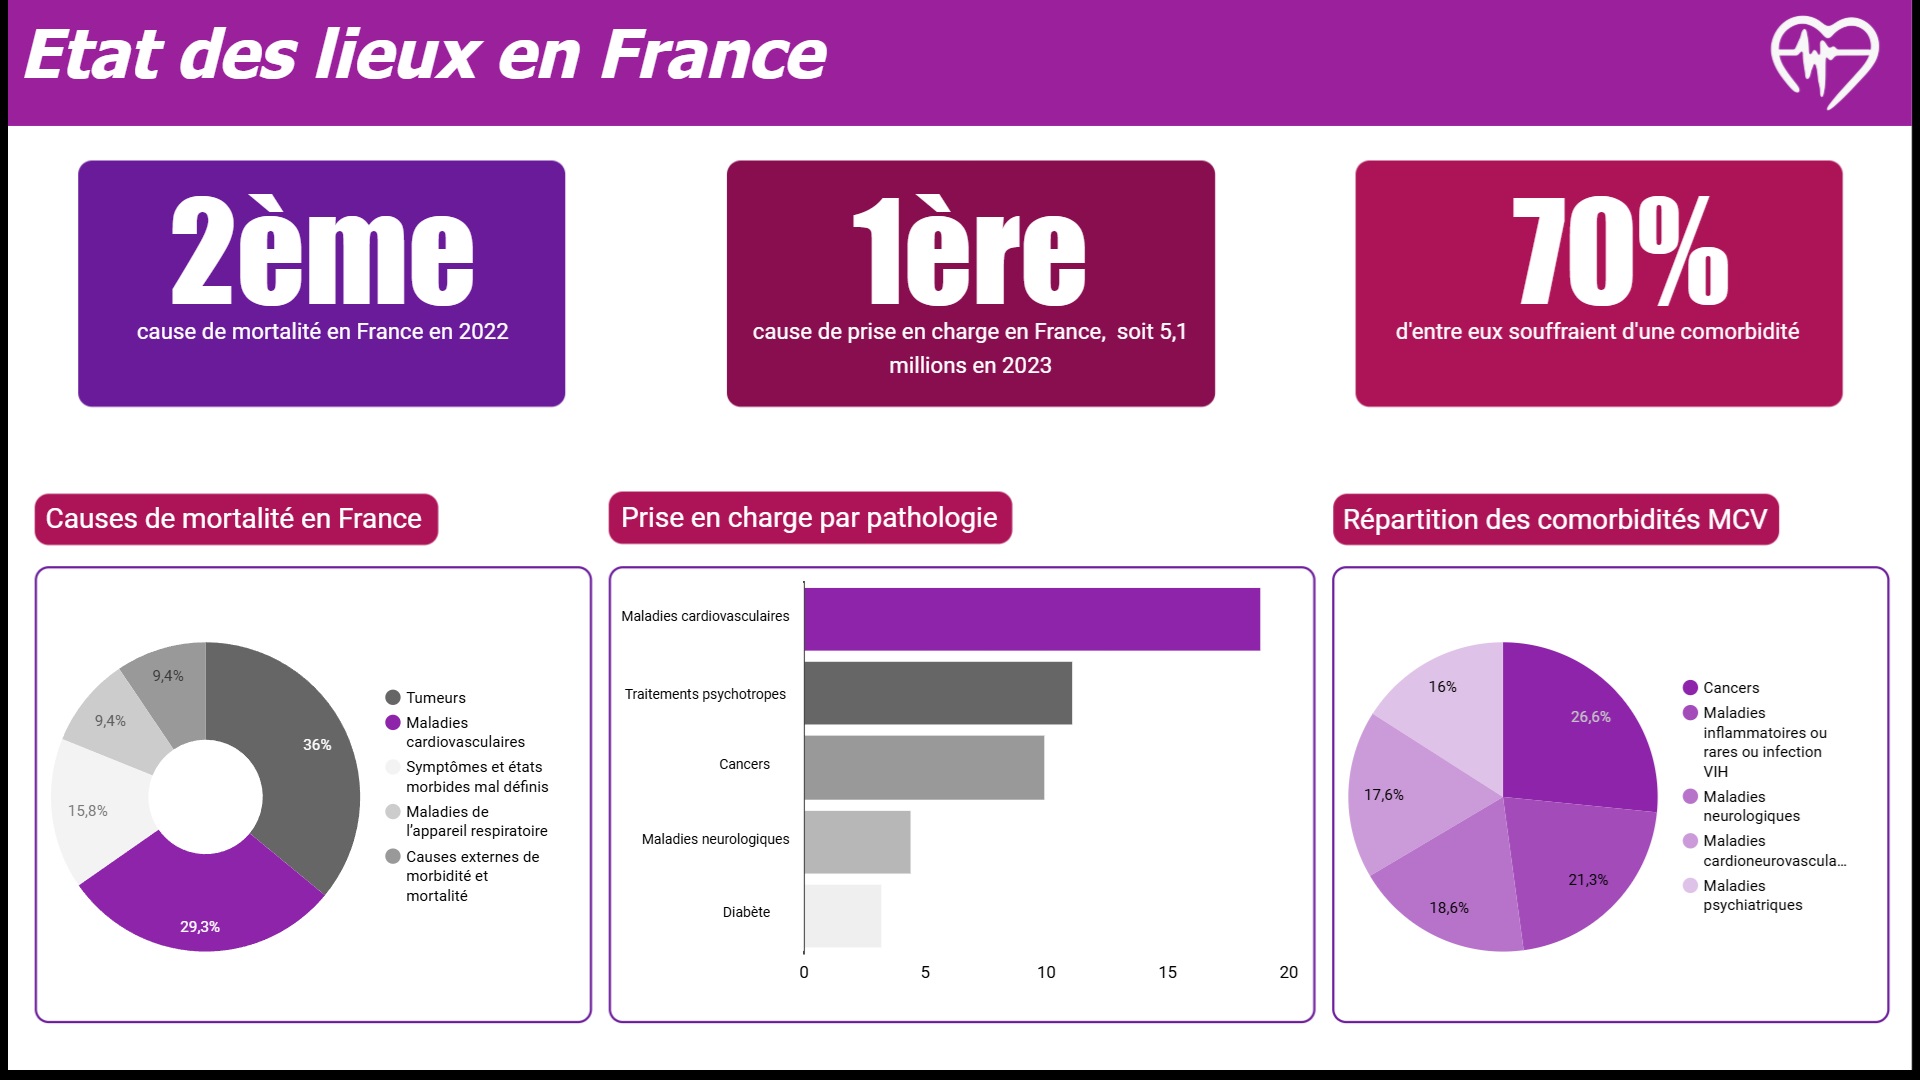 Etat des lieux en France
2ème
cause de mortalité en France en 2022
1ère
cause de prise en charge en France, soit 5,1
millions en 2023
70%
d'entre eux souffraient d'une comorbidité
Causes de mortalité en France
9,4%
9,4%
36%
15,8%
29,3%
Tumeurs
Maladies
cardiovasculaires
Symptômes et états
morbides mal définis
Maladies de
l'appareil respiratoire
Causes externes de
morbidité et
mortalité
Prise en charge par pathologie
Maladies cardiovasculaires
Traitements psychotropes
Cancers
Maladies neurologiques
Diabète
0 5 10 15 20
Répartition des comorbidités MCV
16%
26,6%
17,6%
21,3%
18,6%
Cancers
Maladies
inflammatoires ou
rares ou infection
VIH
Maladies
neurologiques
Maladies
cardioneurovascula...
Maladies
psychiatriques